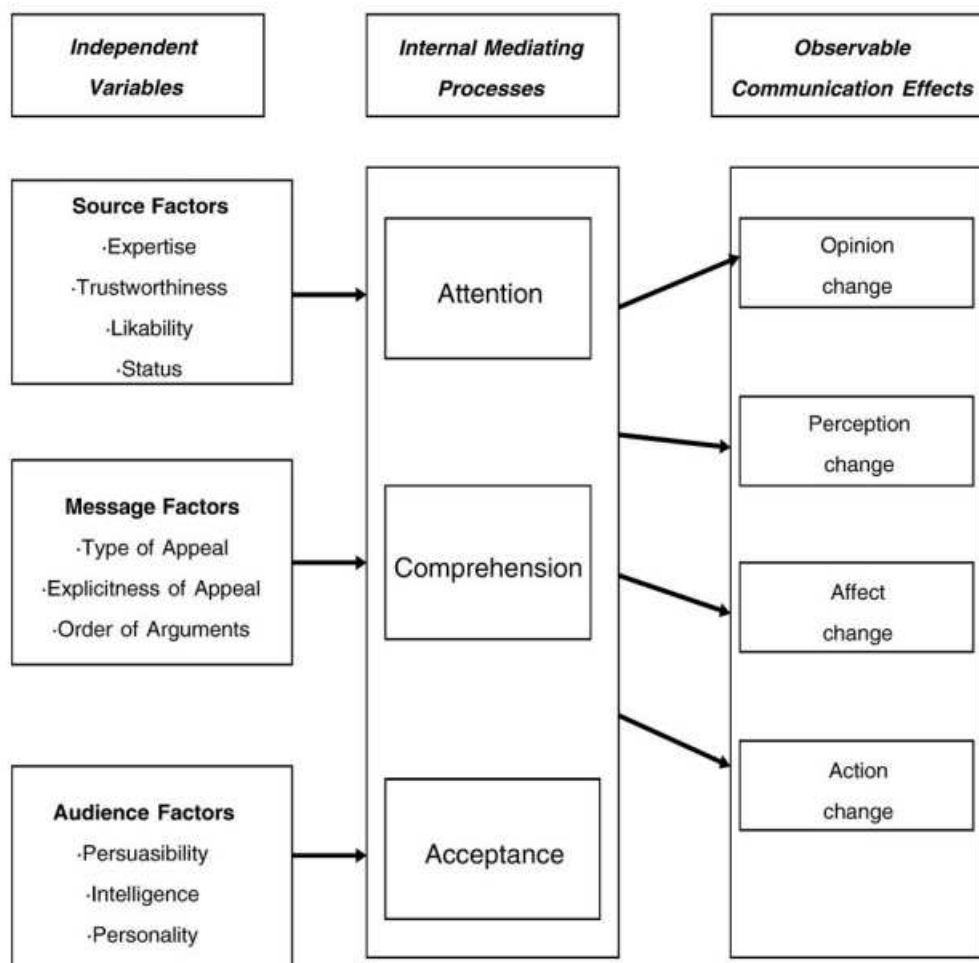 Independent
Variables
Internal Mediating
Processes
Observable
Communication Effects
Source Factors
·Expertise
·Trustworthiness
·Likability
·Status
Message Factors
·Type of Appeal
·Explicitness of Appeal
·Order of Arguments
Audience Factors
·Persuasibility
·Intelligence
·Personality
Attention
Comprehension
Acceptance
Opinion
change
Perception
change
Affect
change
Action
change